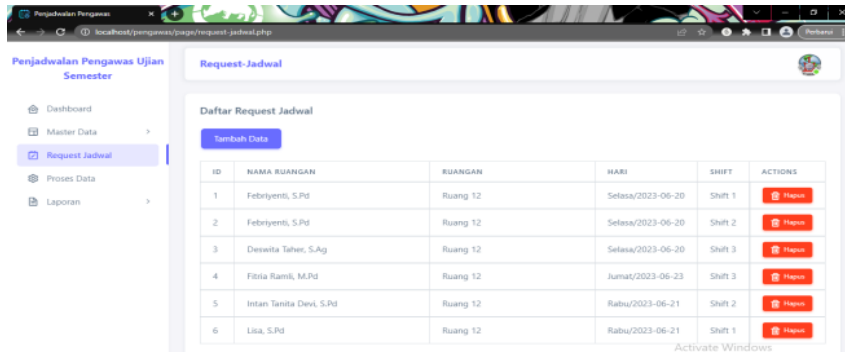 Penjadwalan Pengawas
localhost/pengawas/page/request-jadwal.php
Perbarui
Penjadwalan Pengawas Ujian
Semester
Dashboard
Master Data
Request Jadwal
Proses Data
Laporan
Request-Jadwal
Daftar Request Jadwal
Tambah Data
ID NAMA RUANGAN RUANGAN HARI SHIFT ACTIONS
1 Febriyenti, S.Pd Ruang 12 Selasa/2023-06-20 Shift 1 Hapus
2 Febriyenti, S.Pd Ruang 12 Selasa/2023-06-20 Shift 2 Hapus
3 Deswita Taher, S.Ag Ruang 12 Selasa/2023-06-20 Shift 3 Hapus
4 Fitria Ramli, M.Pd Ruang 12 Jumat/2023-06-23 Shift 3 Hapus
5 Intan Tanita Devi, S.Pd Ruang 12 Rabu/2023-06-21 Shift 2 Hapus
6 Lisa, S.Pd Ruang 12 Rabu/2023-06-21 Shift 1 Hapus
Activate Windows